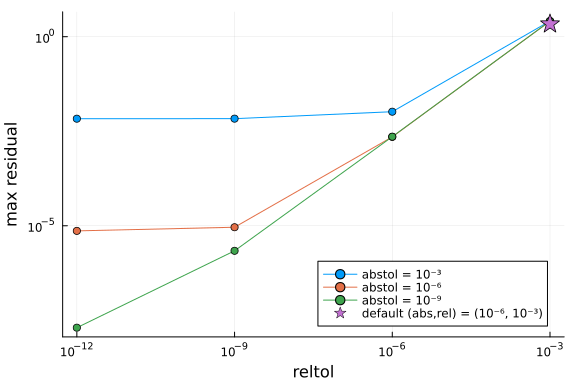 10⁰
10⁻⁵
max residual
10⁻¹²
10⁻⁹
10⁻⁶
10⁻³
reltol
abstol = 10⁻³
abstol = 10⁻⁶
abstol = 10⁻⁹
default (abs,rel) = (10⁻⁶, 10⁻³)